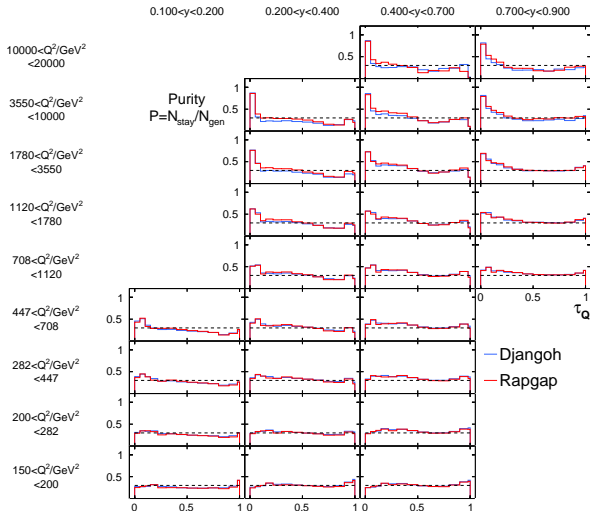 0.100<y<0.200 0.200<y<0.400 0.400<y<0.700 0.700<y<0.900
10000<Q²/GeV²
<20000
1
0.5
Purity
P=N_stay/N_gen
3550<Q²/GeV²
<10000
1
0.5
1780<Q²/GeV²
<3550
1
0.5
1120<Q²/GeV²
<1780
1
0.5
708<Q²/GeV²
<1120
1
0.5
0 0.5 1
τ_Q
447<Q²/GeV²
<708
1
0.5
Djangoh
Rapgap
282<Q²/GeV²
<447
1
0.5
200<Q²/GeV²
<282
1
0.5
150<Q²/GeV²
<200
1
0.5
0 0.5 1 0 0.5 1 0 0.5 1